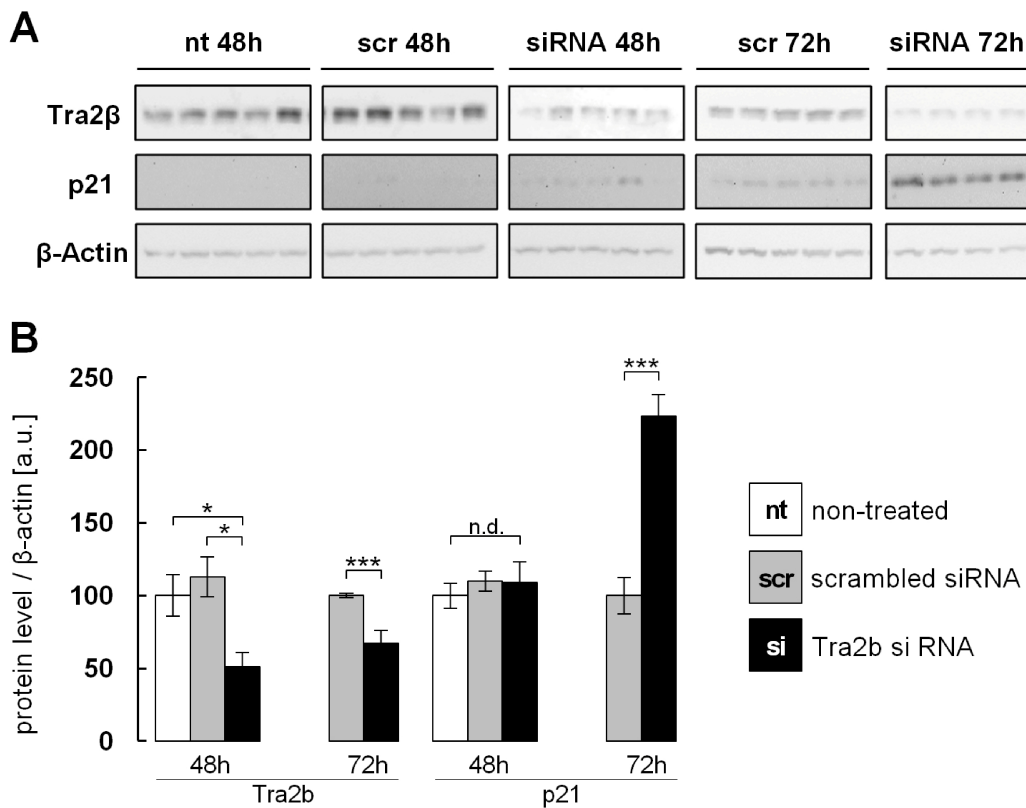 A
nt 48h scr 48h siRNA 48h scr 72h siRNA 72h
Tra2β
p21
β-Actin
B
protein level / β-actin [a.u.]
250
200
150
100
50
0
* * *** n.d. ***
48h 72h 48h 72h
Tra2b p21
nt non-treated
scr scrambled siRNA
si Tra2b si RNA